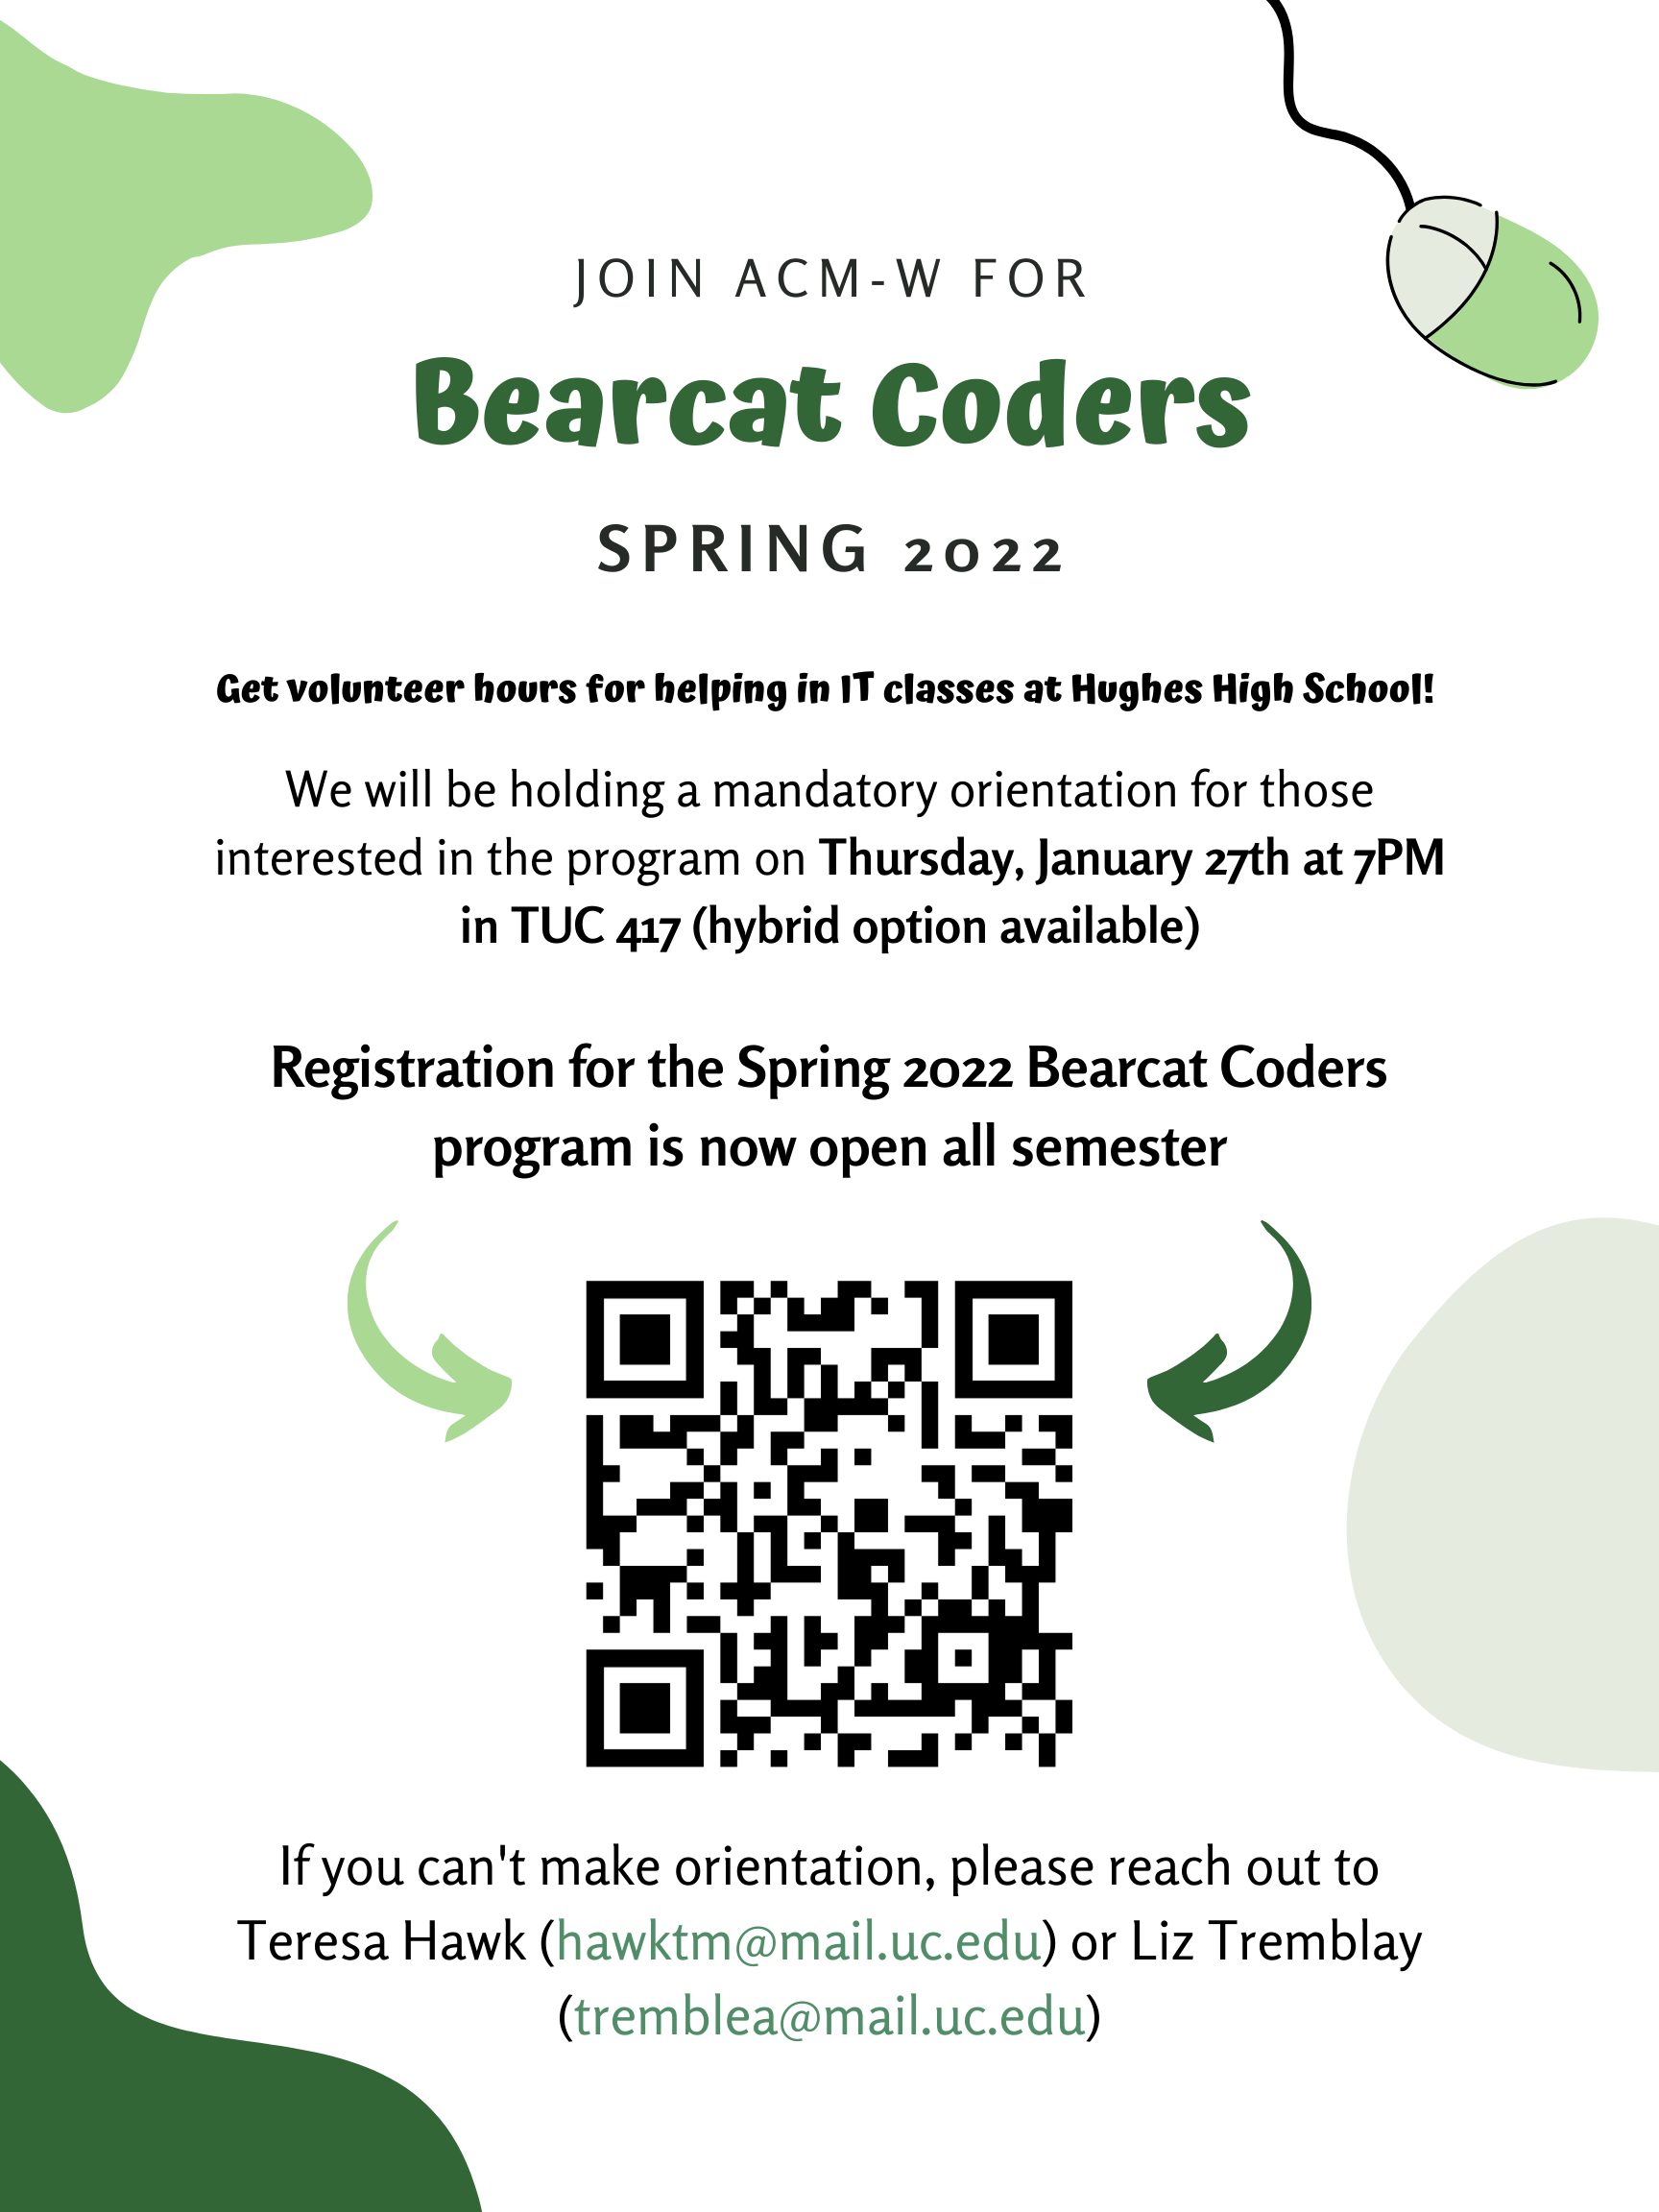 JOIN ACM-W FOR
Bearcat Coders
SPRING 2022
Get volunteer hours for helping in IT classes at Hughes High School!
We will be holding a mandatory orientation for those
interested in the program on Thursday, January 27th at 7PM
in TUC 417 (hybrid option available)
Registration for the Spring 2022 Bearcat Coders
program is now open all semester
If you can't make orientation, please reach out to
Teresa Hawk (hawktm@mail.uc.edu) or Liz Tremblay
(tremblea@mail.uc.edu)